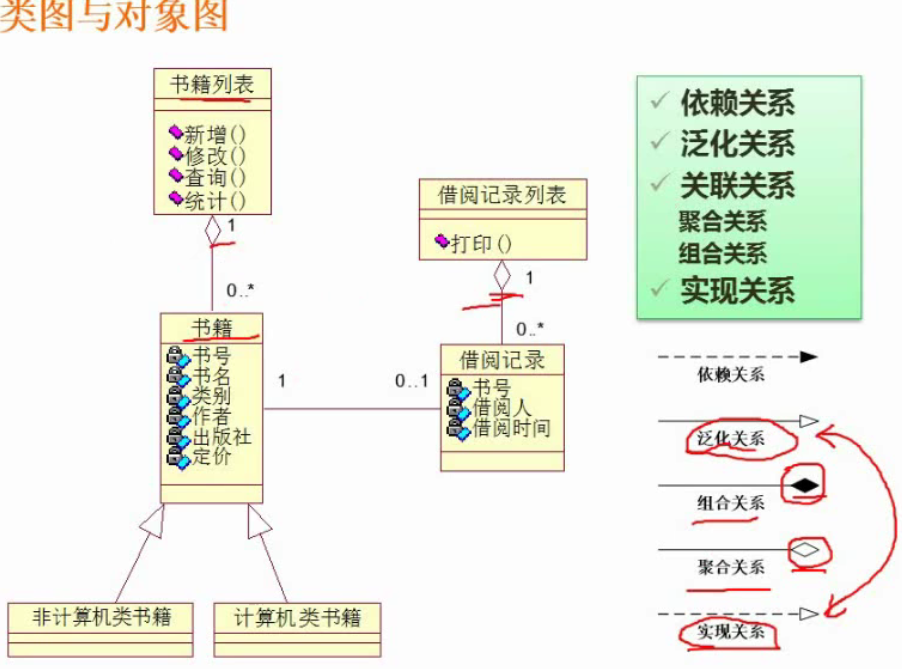 类图与对象图
书籍列表
新增()
修改()
查询()
统计()
1
0..*
书籍
书号
书名
类别
作者
出版社
定价
1
0..1
借阅记录列表
打印()
1
0..*
借阅记录
书号
借阅人
借阅时间
非计算机类书籍
计算机类书籍
✓ 依赖关系
✓ 泛化关系
✓ 关联关系
聚合关系
组合关系
✓ 实现关系
依赖关系
泛化关系
组合关系
聚合关系
实现关系